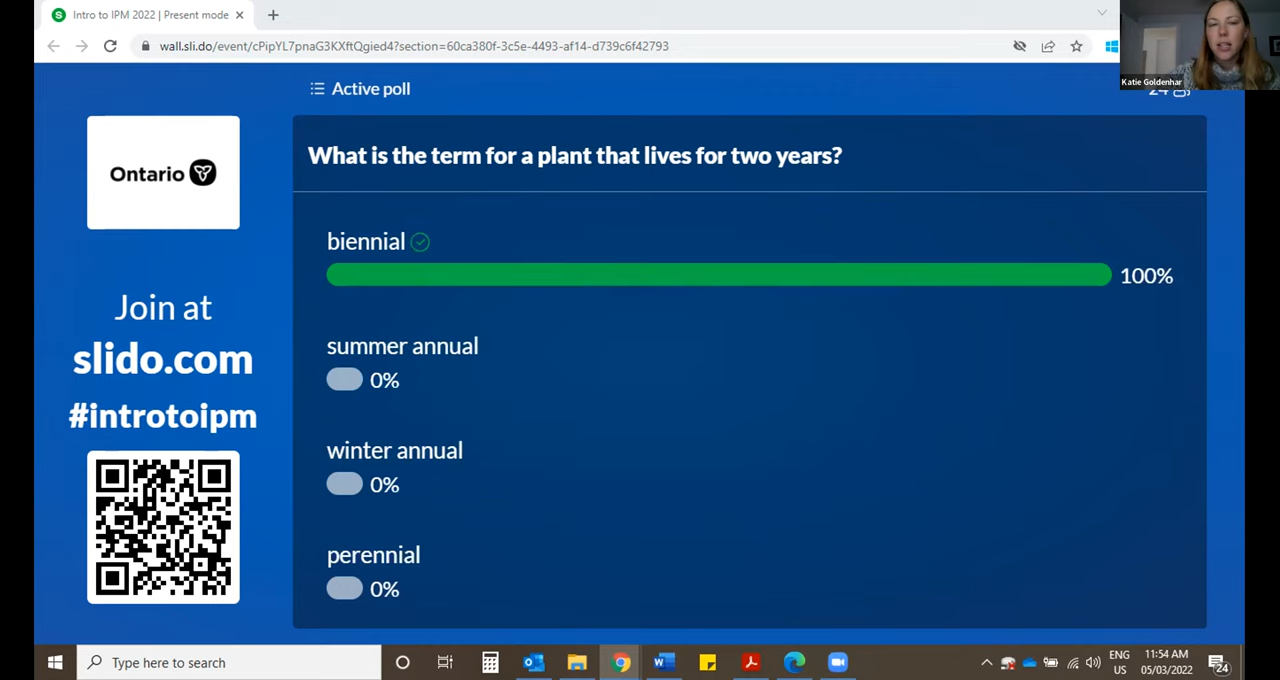 Intro to IPM 2022 | Present mode
wall.sli.do/event/cPipYL7pnaG3KXftQgied4?section=60ca380f-3c5e-4493-af14-d739c6f42793
Katie Goldenhar
Active poll
24
Ontario
What is the term for a plant that lives for two years?
biennial
100%
summer annual
0%
winter annual
0%
perennial
0%
Join at
slido.com
#introtoipm
Type here to search
ENG
US
11:54 AM
05/03/2022
24